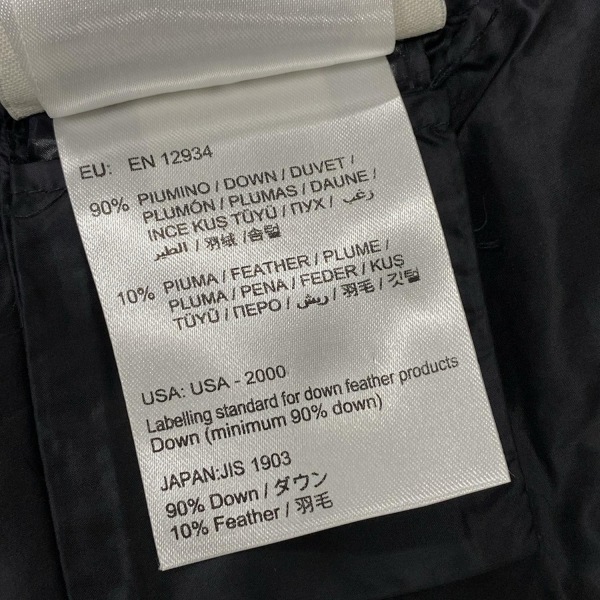 EU: EN 12934
90% PIUMINO / DOWN / DUVET /
PLUMÓN / PLUMAS / DAUNE /
INCE KUŞ TÜYÜ / ПУХ / زغب
الطير / 羽绒 / 솜털
10% PIUMA / FEATHER / PLUME /
PLUMA / PENA / FEDER / KUŞ
TÜYÜ / ПЕРО / ريش / 羽毛 / 깃털
USA: USA - 2000
Labelling standard for down feather products
Down (minimum 90% down)
JAPAN:JIS 1903
90% Down / ダウン
10% Feather / 羽毛